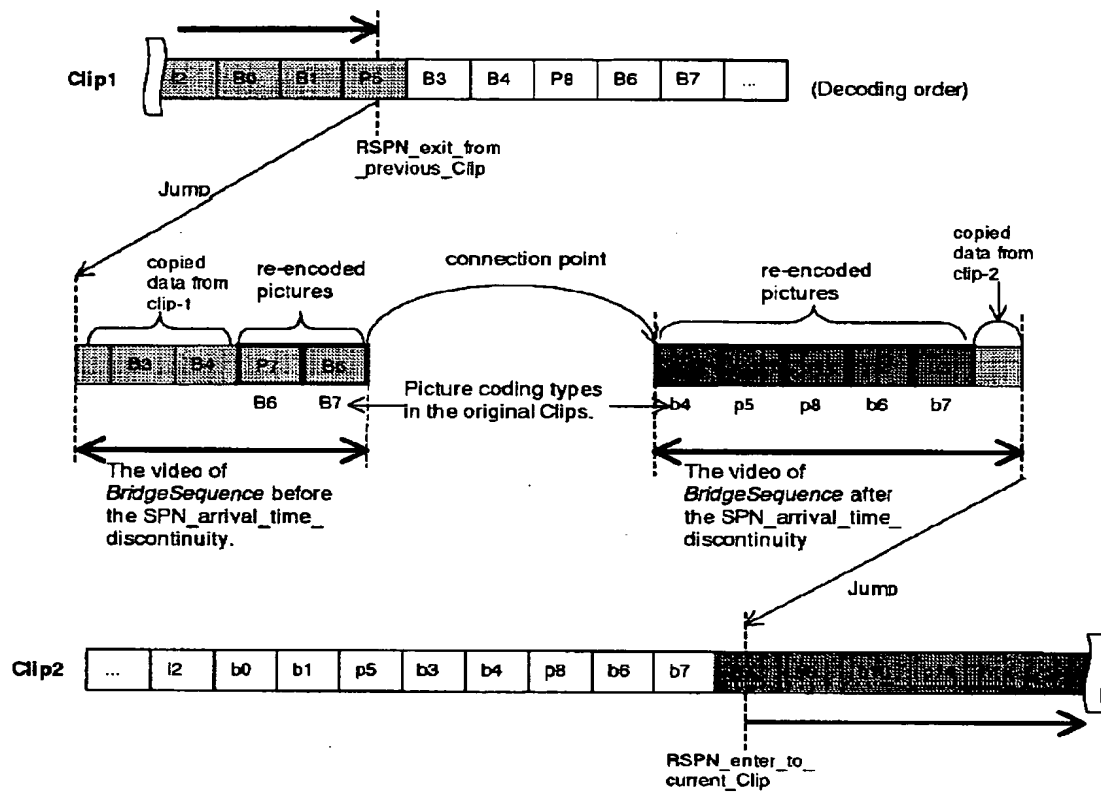 Clip1 I2 B0 B1 P5 B3 B4 P8 B6 B7 ... (Decoding order)
RSPN_exit_from
_previous_Clip
Jump
copied
data from
clip-1
re-encoded
pictures
connection point
re-encoded
pictures
copied
data from
clip-2
B3 B4 P7 B6
B6 B7
Picture coding types
in the original Clips.
b4 p5 p8 b6 b7
The video of
BridgeSequence before
the SPN_arrival_time_
discontinuity.
The video of
BridgeSequence after
the SPN_arrival_time_
discontinuity
Jump
Clip2 ... I2 b0 b1 p5 b3 b4 p8 b6 b7
RSPN_enter_to_
current_Clip